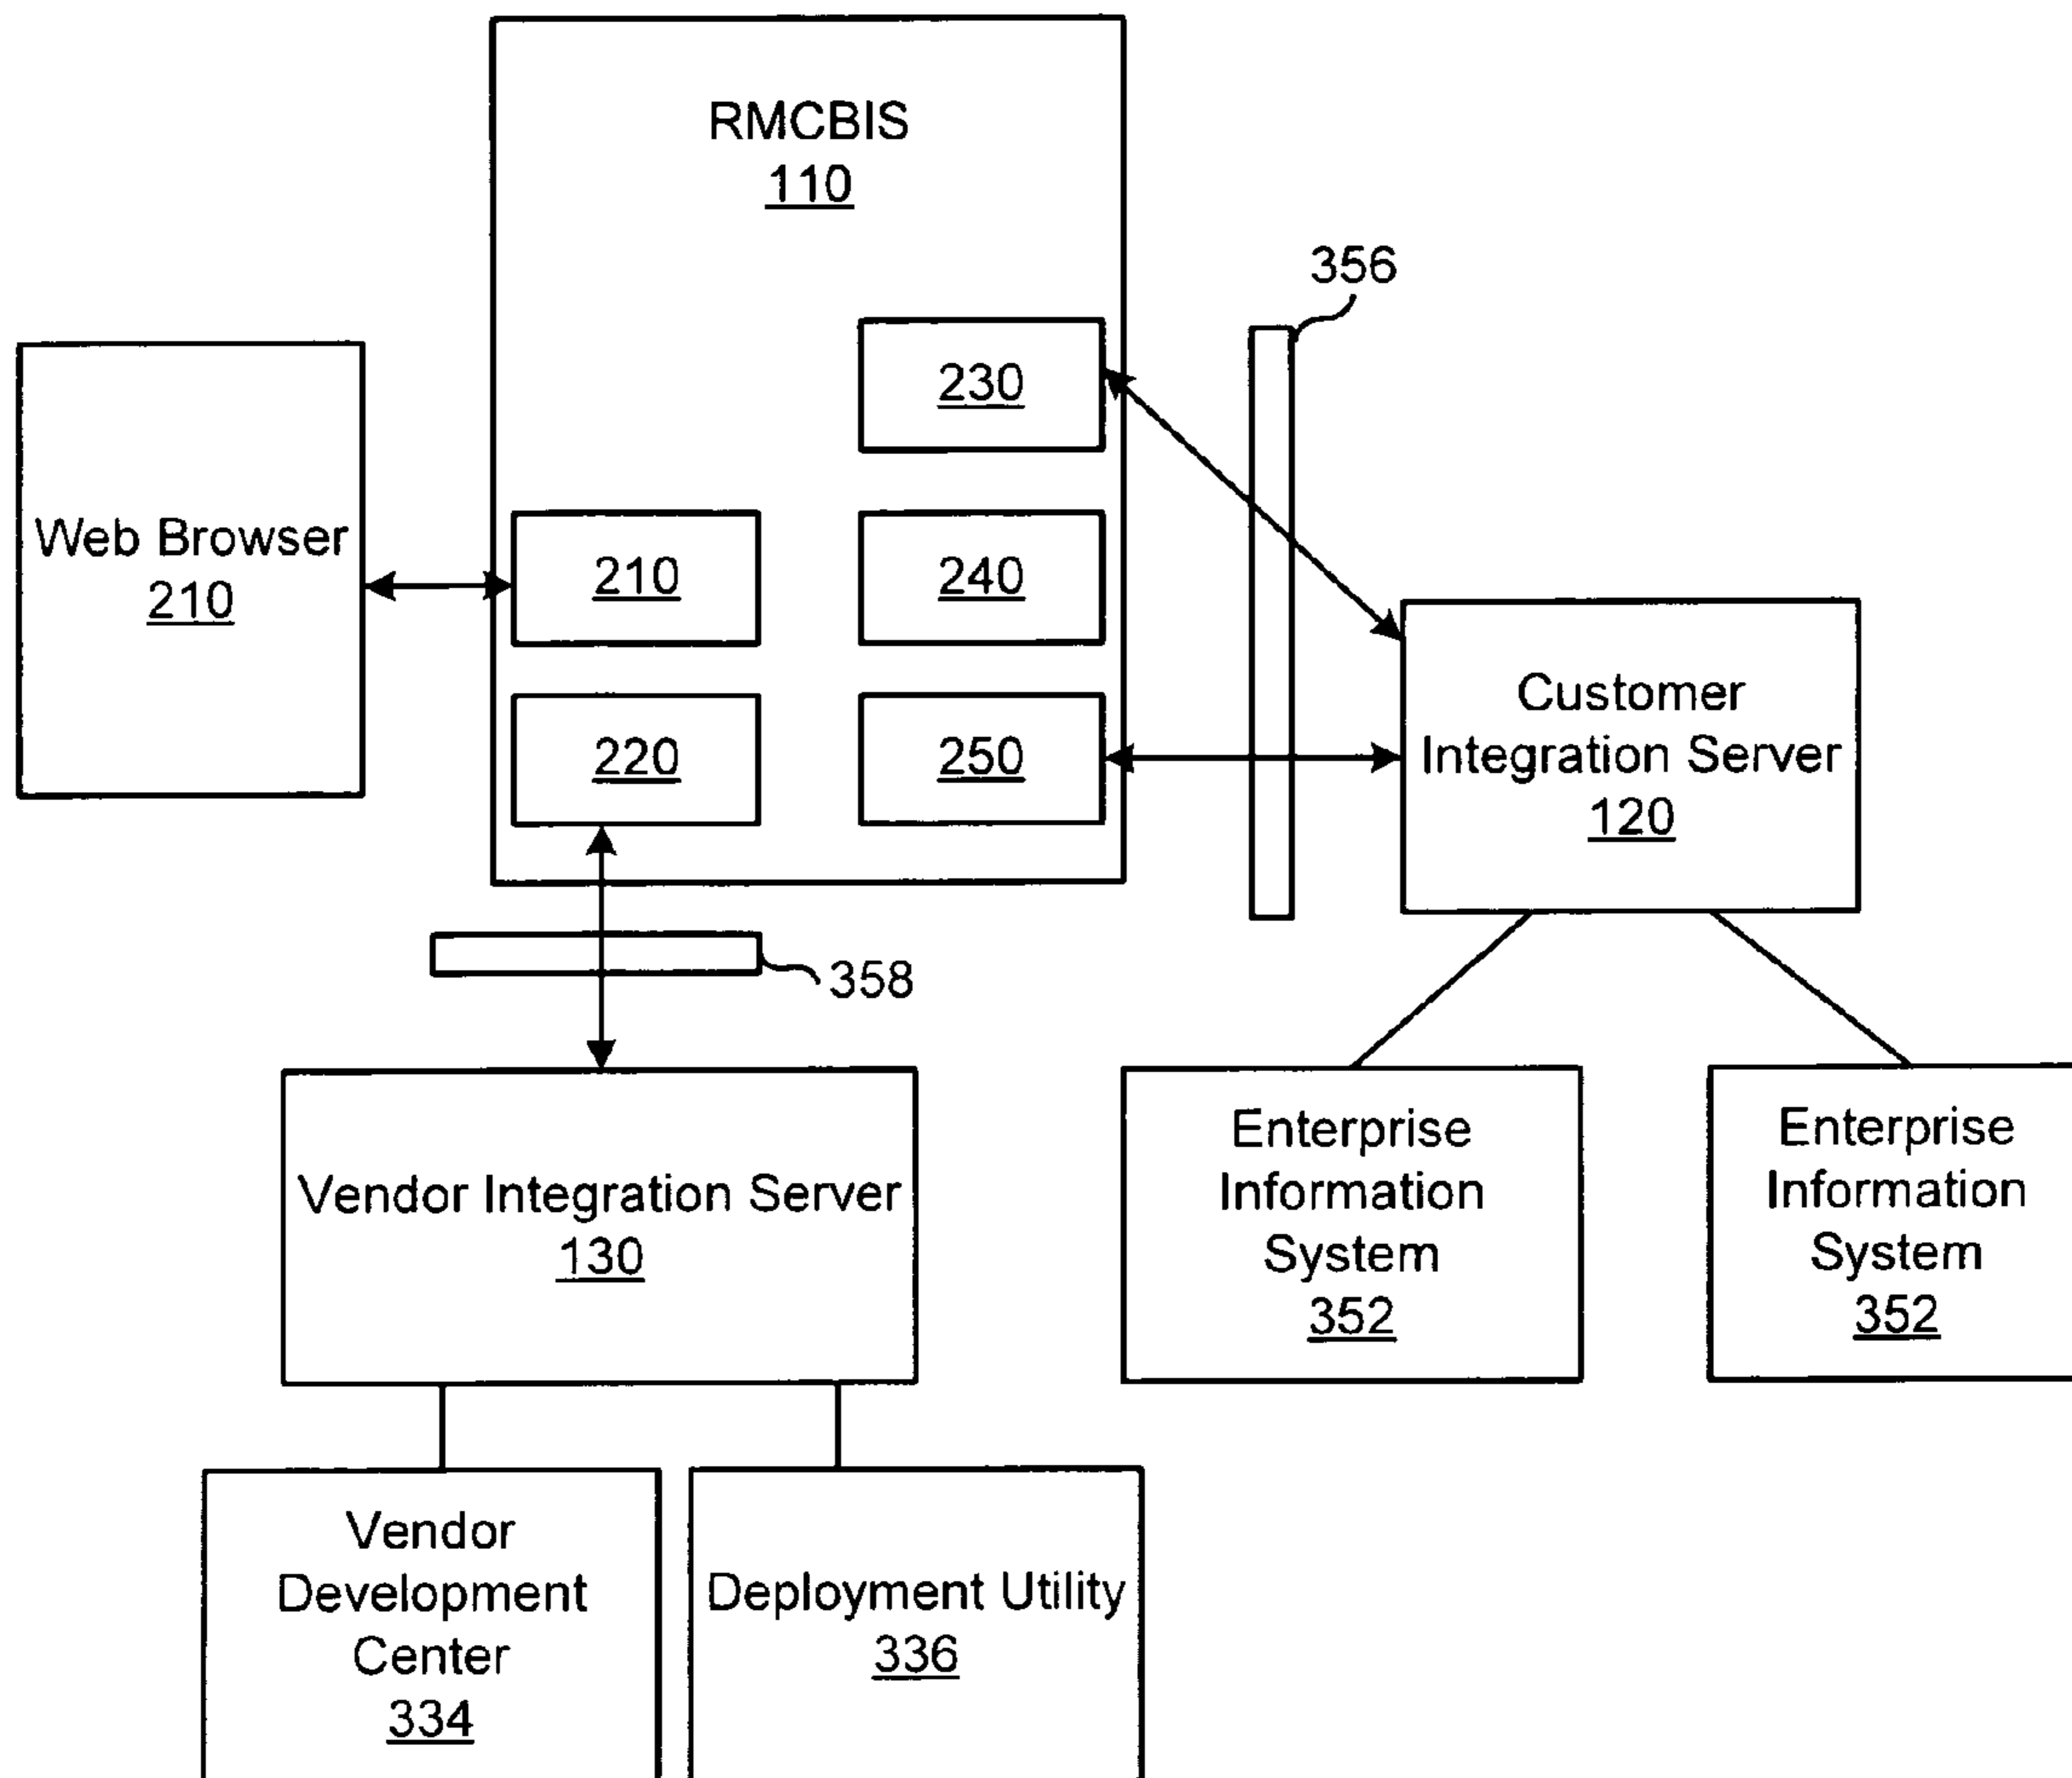 RMCBIS
110
356
230
Web Browser
210
210
240
220
250
Customer
Integration Server
120
358
Vendor Integration Server
130
Enterprise
Information
System
352
Enterprise
Information
System
352
Vendor
Development
Center
334
Deployment Utility
336